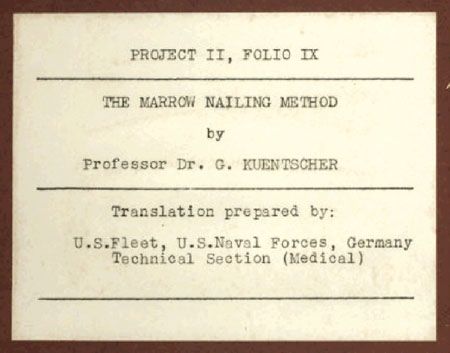 PROJECT II, FOLIO IX
THE MARROW NAILING METHOD
by
Professor Dr. G. KUENTSCHER
Translation prepared by:
U.S.Fleet, U.S.Naval Forces, Germany
Technical Section (Medical)